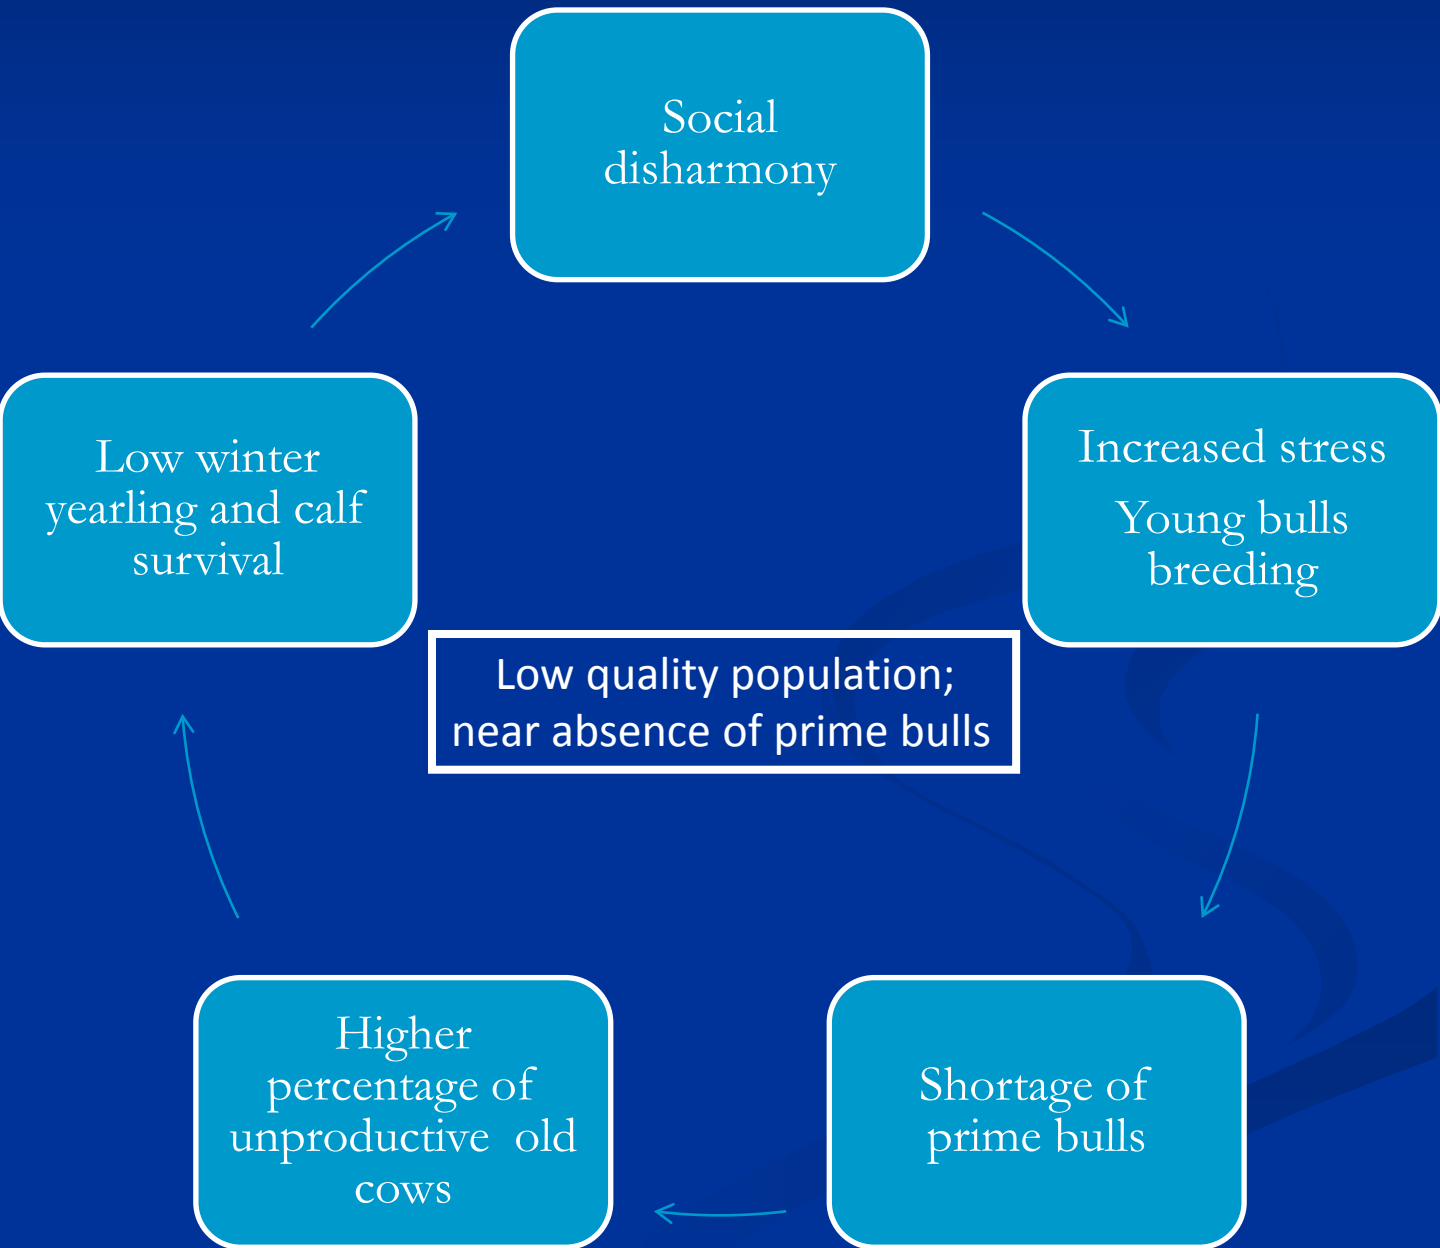 Social
disharmony
Increased stress
Young bulls
breeding
Shortage of
prime bulls
Higher
percentage of
unproductive  old
cows
Low winter
yearling and calf
survival
Low quality population;
near absence of prime bulls